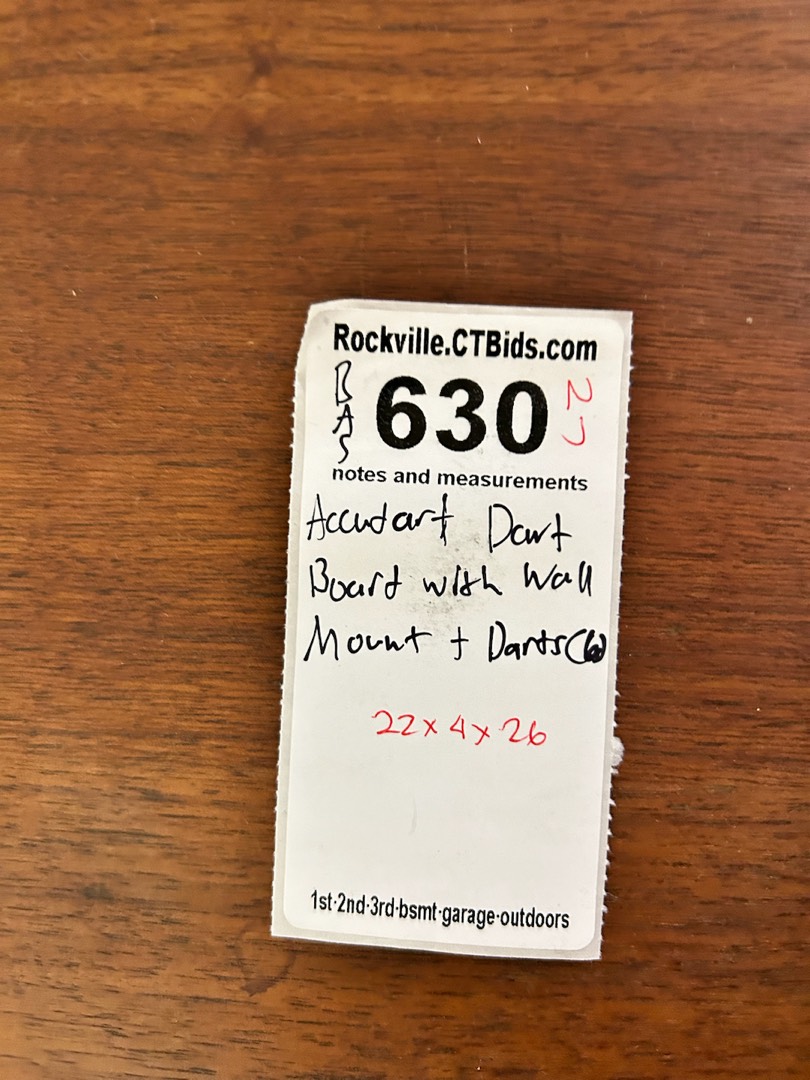 Rockville.CTBids.com
BAS 630
notes and measurements
Accudart Dart
Board with Wall
Mount + Darts(6)
22 x 4 x 26
1st·2nd·3rd·bsmt·garage·outdoors